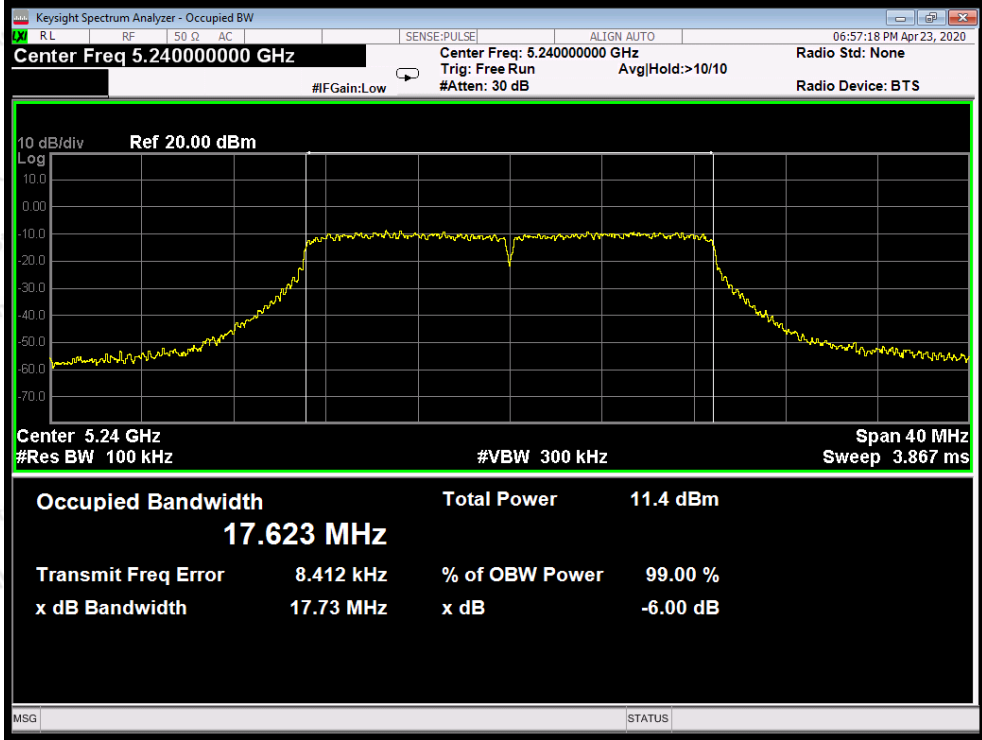 Keysight Spectrum Analyzer - Occupied BW
LXI RL RF 50 Ω AC SENSE:PULSE ALIGN AUTO 06:57:18 PM Apr 23, 2020
Center Freq 5.240000000 GHz Center Freq: 5.240000000 GHz Radio Std: None
Trig: Free Run Avg|Hold:>10/10
#IFGain:Low #Atten: 30 dB Radio Device: BTS
10 dB/div Ref 20.00 dBm
Log
10.0
0.00
-10.0
-20.0
-30.0
-40.0
-50.0
-60.0
-70.0
Center 5.24 GHz Span 40 MHz
#Res BW 100 kHz #VBW 300 kHz Sweep 3.867 ms
Occupied Bandwidth Total Power 11.4 dBm
17.623 MHz
Transmit Freq Error 8.412 kHz % of OBW Power 99.00 %
x dB Bandwidth 17.73 MHz x dB -6.00 dB
MSG STATUS